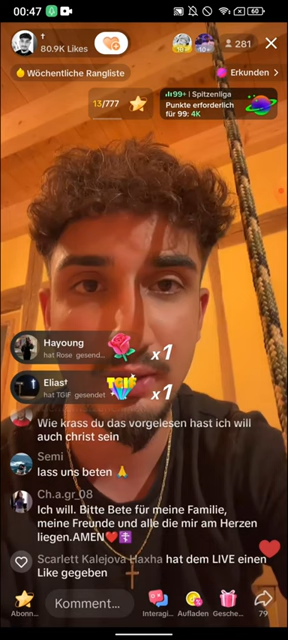 00:47
60
†
80.9K Likes
10+
281
Wöchentliche Rangliste
Erkunden >
13/777
99+ | Spitzenliga
Punkte erforderlich
für 99: 4K
Hayoung
hat Rose gesend...
x1
Elias†
hat TGIF gesendet
TGIF
x1
Wie krass du das vorgelesen hast ich will
auch christ sein
Semi
lass uns beten 🙏
Ch.a.gr_08
Ich will. Bitte Bete für meine Familie,
meine Freunde und alle die mir am Herzen
liegen.AMEN❤️✝️
Scarlett Kalejova Haxha hat dem LIVE einen
Like gegeben
Kommentar...
Abonn...
Interagi...
Aufladen
Gesche...
79